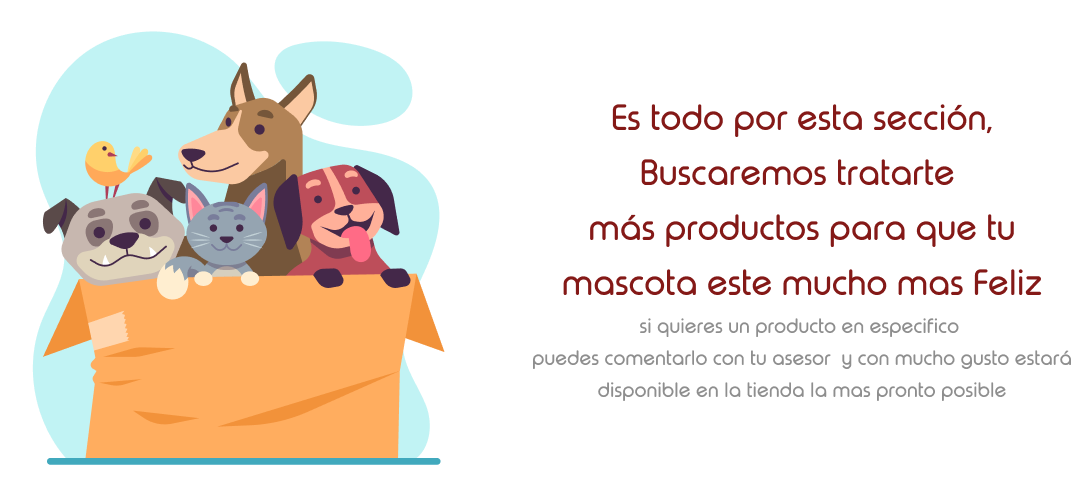 Es todo por esta sección,
Buscaremos tratarte
más productos para que tu
mascota este mucho mas Feliz
si quieres un producto en especifico
puedes comentarlo con tu asesor y con mucho gusto estará
disponible en la tienda la mas pronto posible